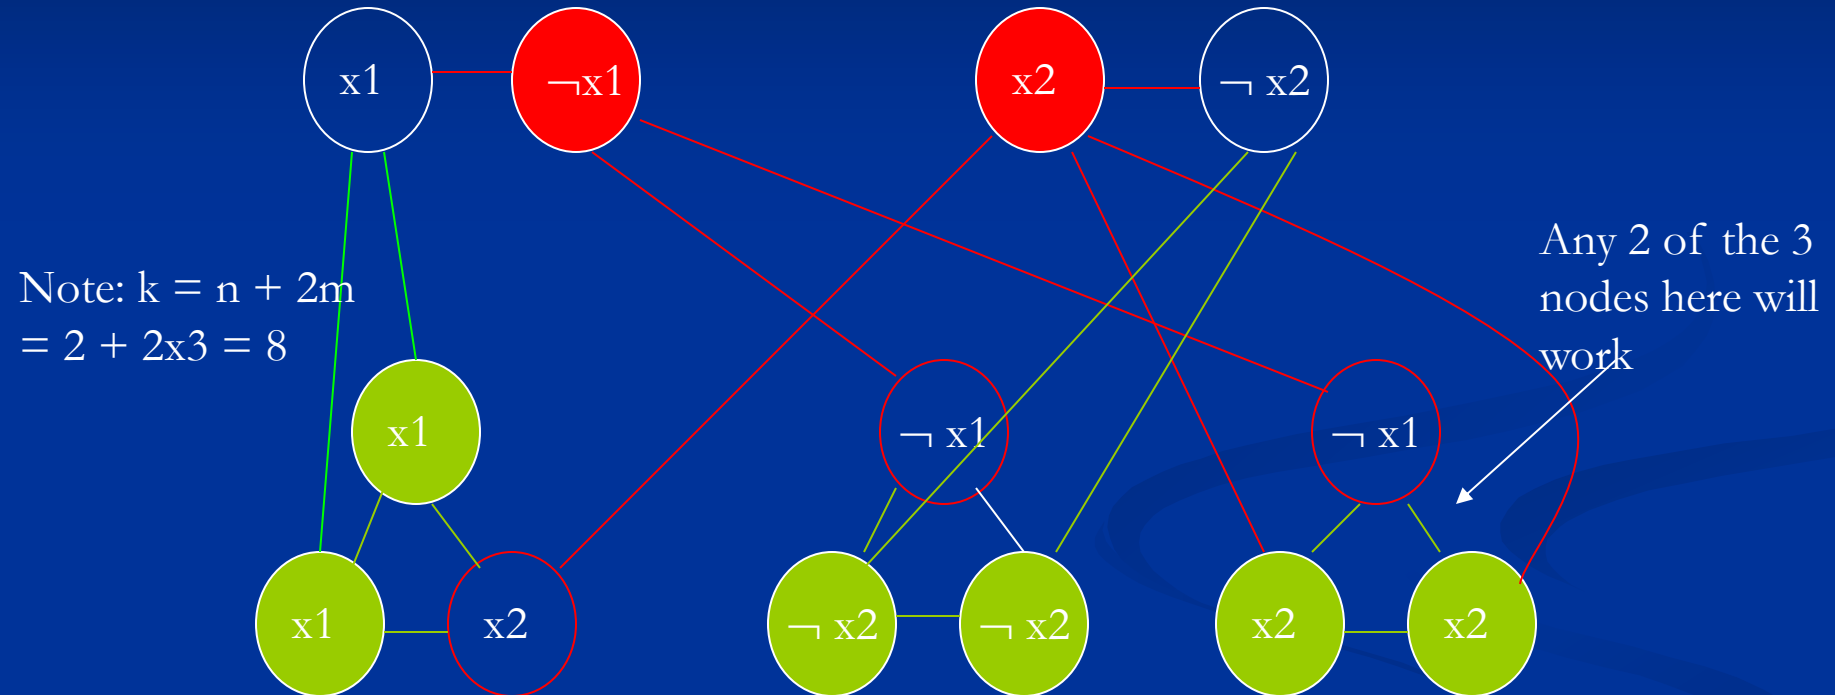 x1
¬x1
x2
¬ x2
Note: k = n + 2m
= 2 + 2x3 = 8
Any 2 of the 3
nodes here will
work
x1
¬ x1
¬ x1
x1
x2
¬ x2
¬ x2
x2
x2